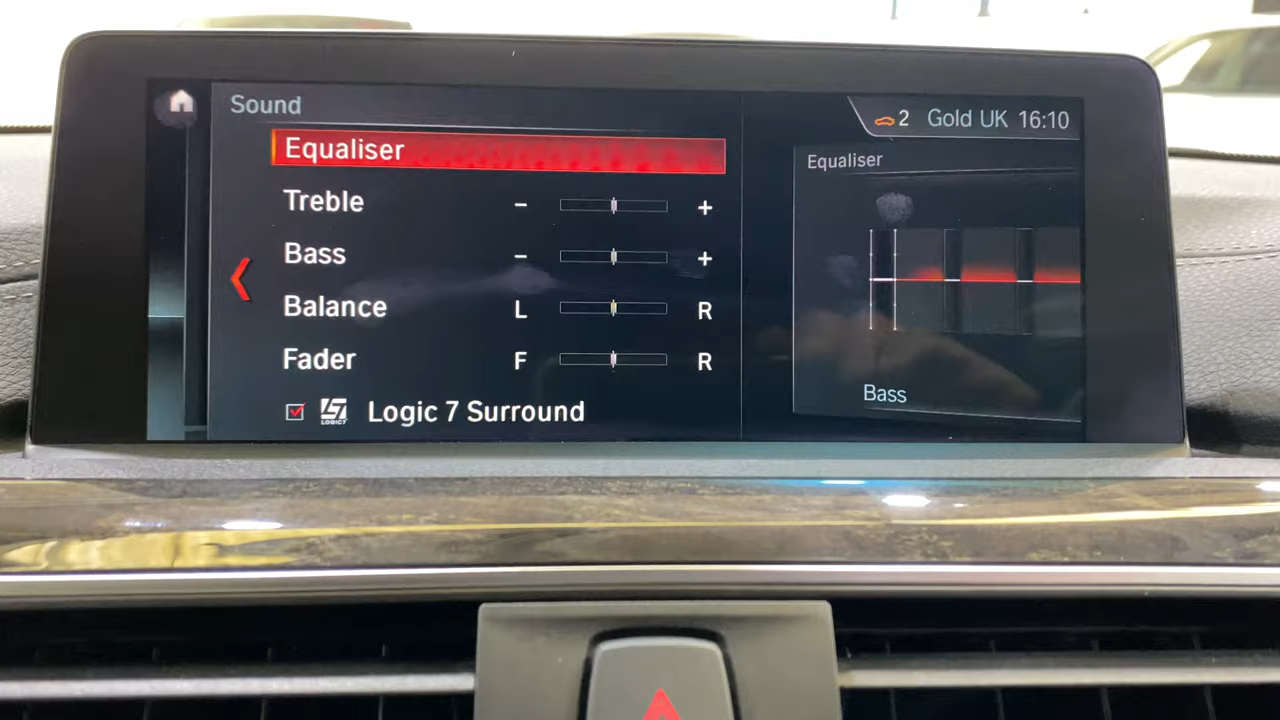 Sound
2 Gold UK 16:10
Equaliser
Treble - +
Bass - +
Balance L R
Fader F R
LOGIC7 Logic 7 Surround
Equaliser
Bass